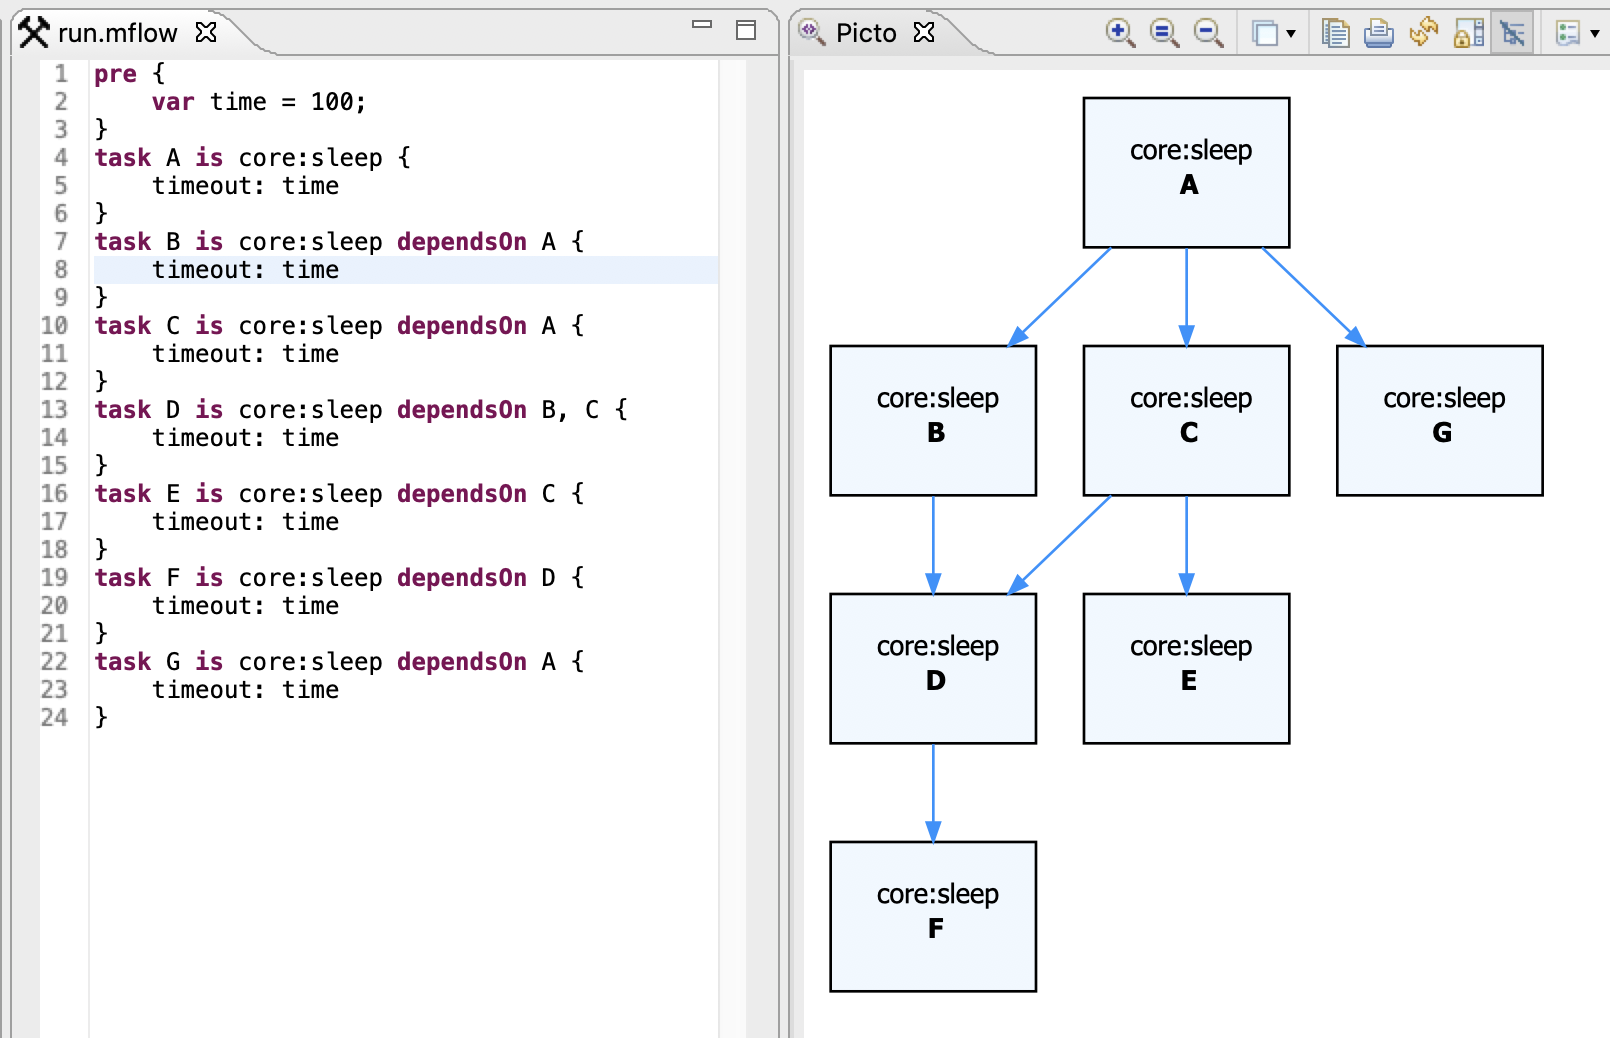 run.mflow
1 pre {
2     var time = 100;
3 }
4 task A is core:sleep {
5     timeout: time
6 }
7 task B is core:sleep dependsOn A {
8     timeout: time
9 }
10 task C is core:sleep dependsOn A {
11     timeout: time
12 }
13 task D is core:sleep dependsOn B, C {
14     timeout: time
15 }
16 task E is core:sleep dependsOn C {
17     timeout: time
18 }
19 task F is core:sleep dependsOn D {
20     timeout: time
21 }
22 task G is core:sleep dependsOn A {
23     timeout: time
24 }
Picto
core:sleep
A
core:sleep
B
core:sleep
C
core:sleep
G
core:sleep
D
core:sleep
E
core:sleep
F